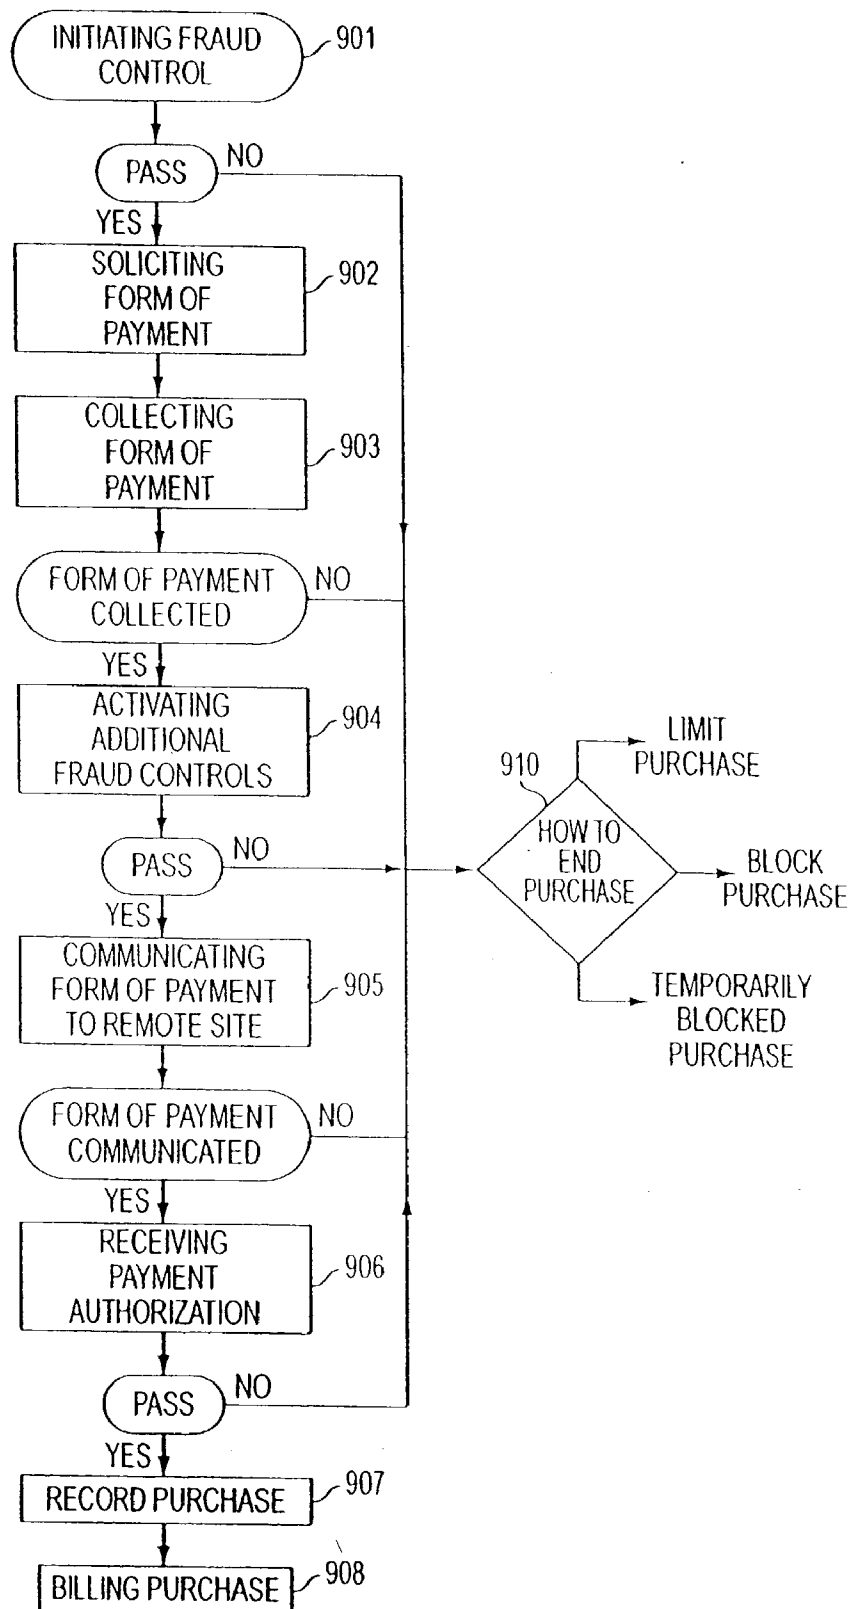 INITIATING FRAUD
CONTROL
901
PASS
NO
YES
SOLICITING
FORM OF
PAYMENT
902
COLLECTING
FORM OF
PAYMENT
903
FORM OF PAYMENT
COLLECTED
NO
YES
ACTIVATING
ADDITIONAL
FRAUD CONTROLS
904
PASS
NO
YES
COMMUNICATING
FORM OF PAYMENT
TO REMOTE SITE
905
FORM OF PAYMENT
COMMUNICATED
NO
YES
RECEIVING
PAYMENT
AUTHORIZATION
906
PASS
NO
YES
RECORD PURCHASE
907
BILLING PURCHASE
908
910
HOW TO
END
PURCHASE
LIMIT
PURCHASE
BLOCK
PURCHASE
TEMPORARILY
BLOCKED
PURCHASE